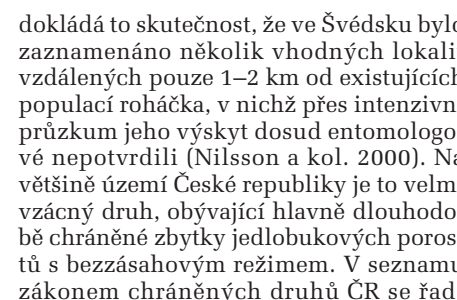 dokládá to skutečnost, že ve Švédsku bylo
zaznamenáno několik vhodných lokali
vzdálených pouze 1–2 km od existujících
populací roháčka, v nichž přes intenzivn
průzkum jeho výskyt dosud entomologo
vé nepotvrdili (Nilsson a kol. 2000). Na
většině území České republiky je to velm
vzácný druh, obývající hlavně dlouhodo
bě chráněné zbytky jedlobukových poros
tů s bezzásahovým režimem. V seznamu
zákonem chráněných druhů ČR se řad